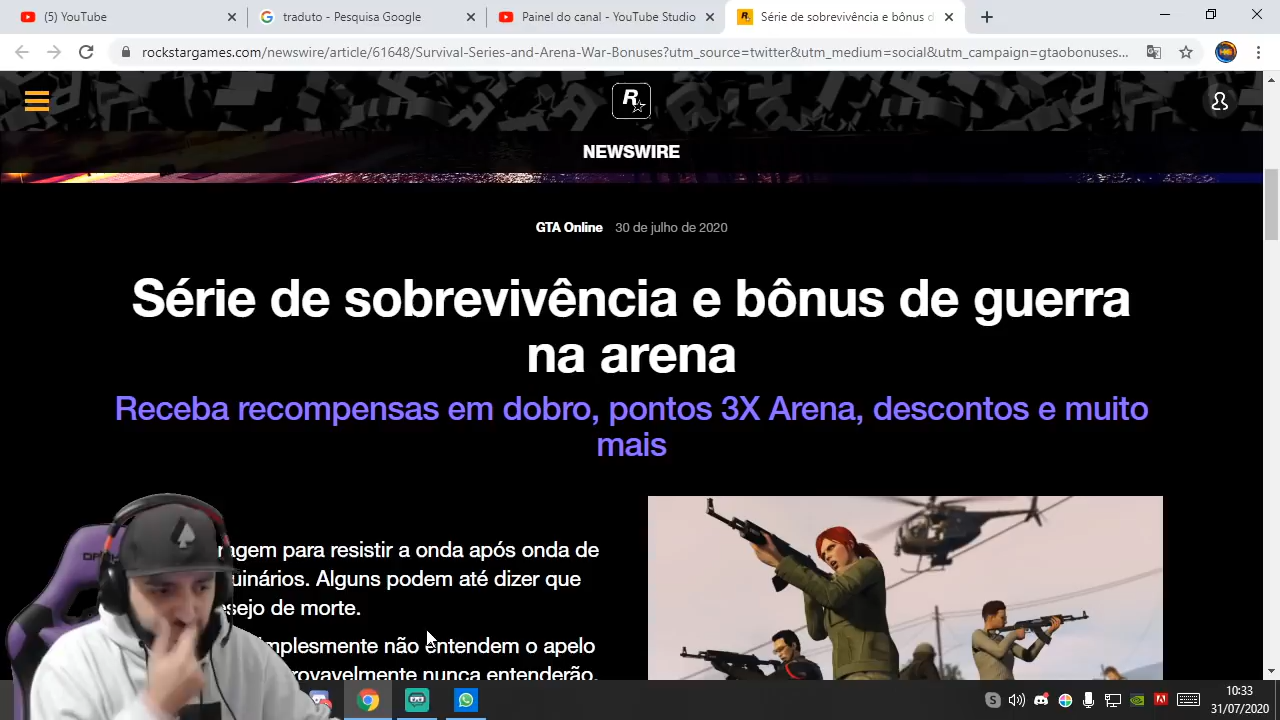 (5) YouTube
traduto - Pesquisa Google
Painel do canal - YouTube Studio
Série de sobrevivência e bônus d
rockstargames.com/newswire/article/61648/Survival-Series-and-Arena-War-Bonuses?utm_source=twitter&utm_medium=social&utm_campaign=gtaobonuses...
NEWSWIRE
GTA Online 30 de julho de 2020
Série de sobrevivência e bônus de guerra
na arena
Receba recompensas em dobro, pontos 3X Arena, descontos e muito
mais
ragem para resistir a onda após onda de
uinários. Alguns podem até dizer que
esejo de morte.
implesmente não entendem o apelo
rovavelmente nunca entenderão.
10:33
31/07/2020